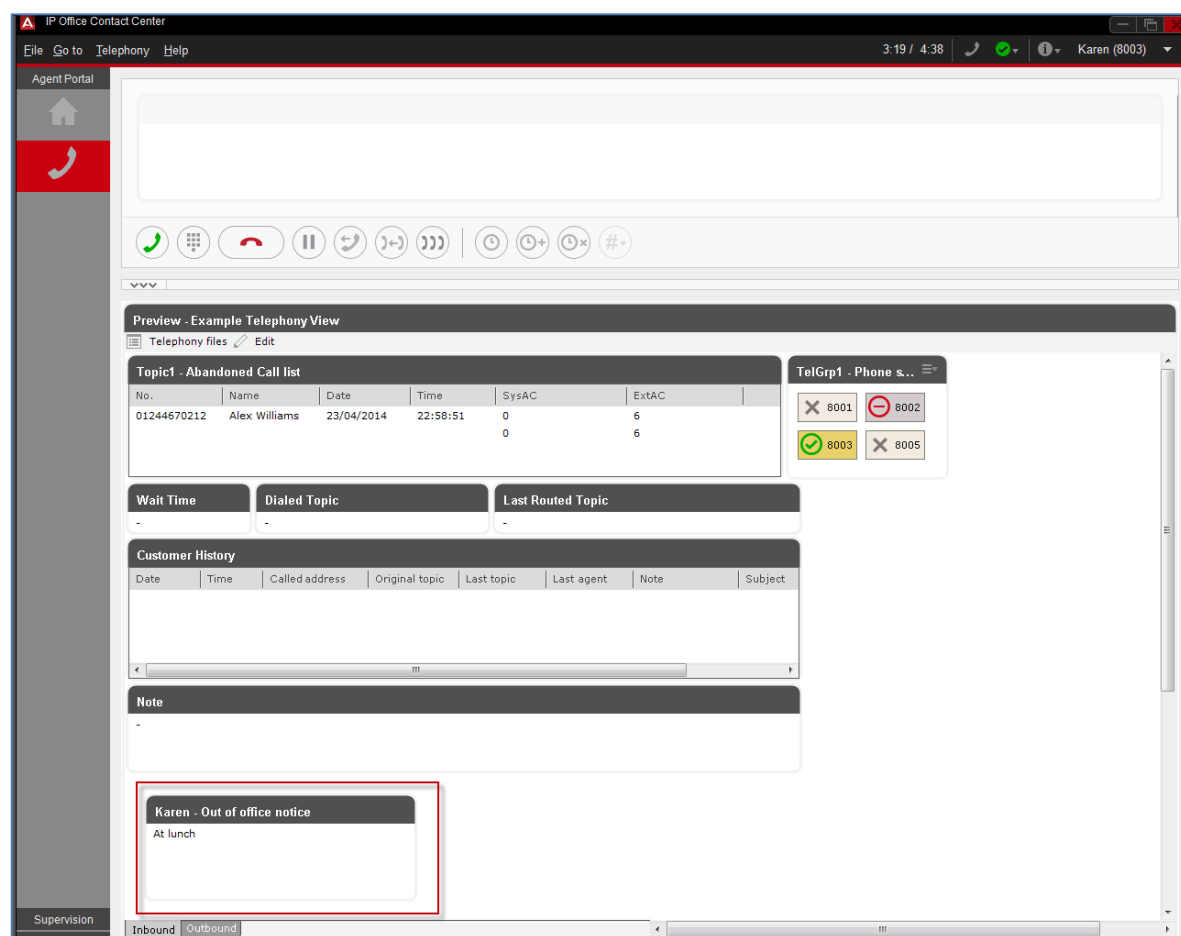 IP Office Contact Center
File Go to Telephony Help 3:19 / 4:38 Karen (8003)
Agent Portal
Preview - Example Telephony View
Telephony files Edit
Topic1 - Abandoned Call list
No. Name Date Time SysAC ExtAC
01244670212 Alex Williams 23/04/2014 22:58:51 0 6
0 6
TelGrp1 - Phone s...
8001 8002
8003 8005
Wait Time Dialed Topic Last Routed Topic
- - -
Customer History
Date Time Called address Original topic Last topic Last agent Note Subject
Note
-
Karen - Out of office notice
At lunch
Supervision
Inbound Outbound